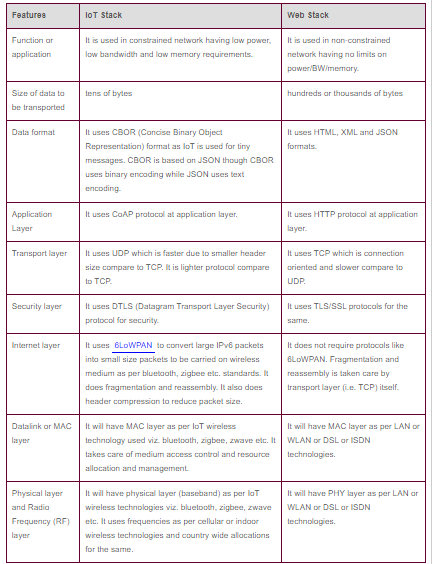 Features IoT Stack Web Stack
Function or
application
It is used in constrained network having low power,
low bandwidth and low memory requirements.
It is used in non-constrained
network having no limits on
power/BW/memory.
Size of data to
be transported
tens of bytes
hundreds or thousands of bytes
Data format
It uses CBOR (Concise Binary Object
Representation) format as IoT is used for tiny
messages. CBOR is based on JSON though CBOR
uses binary encoding while JSON uses text
encoding.
It uses HTML, XML and JSON
formats.
Application
Layer
It uses CoAP protocol at application layer.
It uses HTTP protocol at application
layer.
Transport layer
It uses UDP which is faster due to smaller header
size compare to TCP. It is lighter protocol compare
to TCP.
It uses TCP which is connection
oriented and slower compare to
UDP.
Security layer
It uses DTLS (Datagram Transport Layer Security)
protocol for security.
It uses TLS/SSL protocols for the
same.
Internet layer
It uses 6LoWPAN to convert large IPv6 packets
into small size packets to be carried on wireless
medium as per bluetooth, zigbee etc. standards. It
does fragmentation and reassembly. It also does
header compression to reduce packet size.
It does not require protocols like
6LoWPAN. Fragmentation and
reassembly is taken care by
transport layer (i.e. TCP) itself.
Datalink or MAC
layer
It will have MAC layer as per IoT wireless
technology used viz. bluetooth, zigbee, zwave etc. It
takes care of medium access control and resource
allocation and management.
It will have MAC layer as per LAN or
WLAN or DSL or ISDN
technologies.
Physical layer
and Radio
Frequency (RF)
layer
It will have physical layer (baseband) as per IoT
wireless technologies viz. bluetooth, zigbee, zwave
etc. It uses frequencies as per cellular or indoor
wireless technologies and country wide allocations
for the same.
It will have PHY layer as per LAN or
WLAN or DSL or ISDN
technologies.